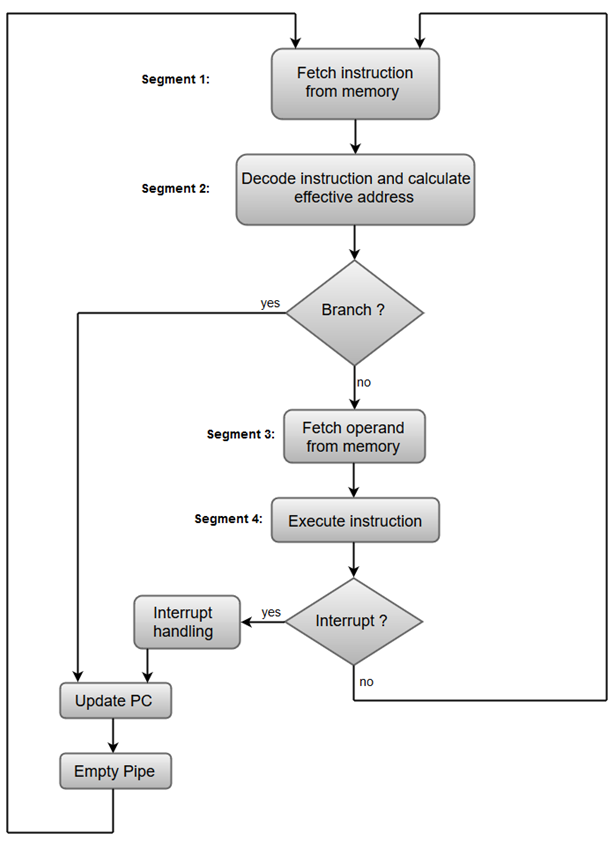 Segment 1:
Fetch instruction
from memory
Segment 2:
Decode instruction and calculate
effective address
Branch ?
yes
no
Segment 3:
Fetch operand
from memory
Segment 4:
Execute instruction
Interrupt ?
yes
no
Interrupt
handling
Update PC
Empty Pipe